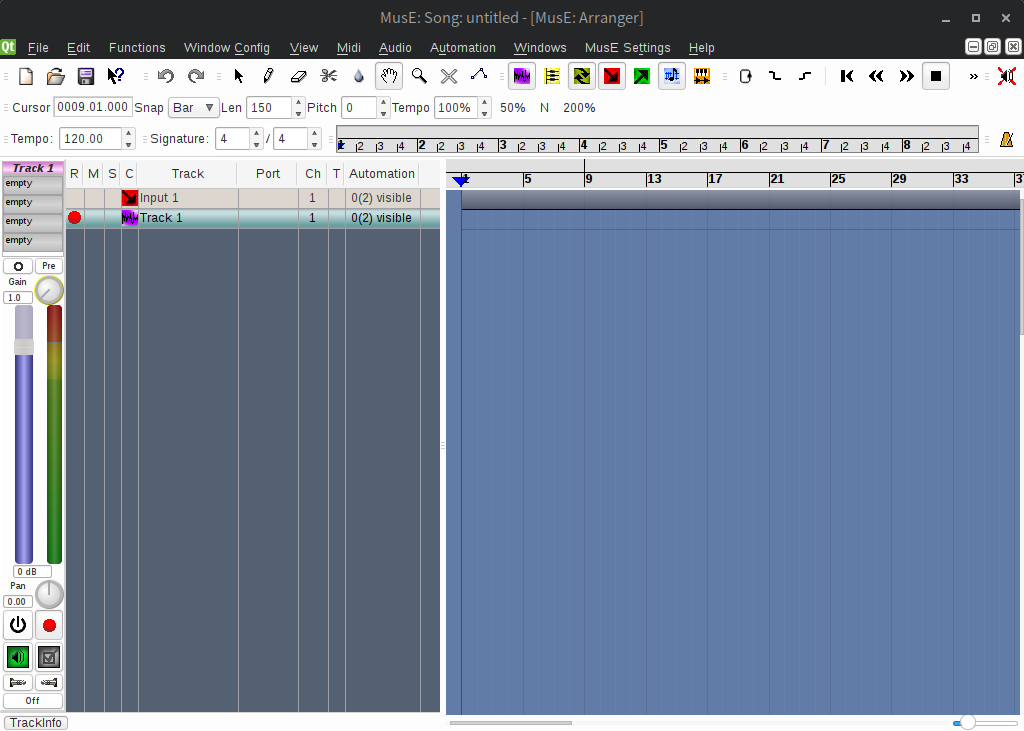 MusE: Song: untitled - [MusE: Arranger]
Qt File Edit Functions Window Config View Midi Audio Automation Windows MusE Settings Help
Cursor 0009.01.000 Snap Bar Len 150 Pitch 0 Tempo 100% 50% N 200%
Tempo: 120.00 Signature: 4 / 4 1 2 3 4 2 2 3 4 3 2 3 4 4 2 3 4 5 2 3 4 6 2 3 4 7 2 3 4 8 2 3 4
Track 1 R M S C Track Port Ch T Automation 1 5 9 13 17 21 25 29 33 37
empty
empty Input 1 1 0(2) visible
empty Track 1 1 0(2) visible
empty
Pre
Gain
1.0
0 dB
Pan
0.00
Off
TrackInfo